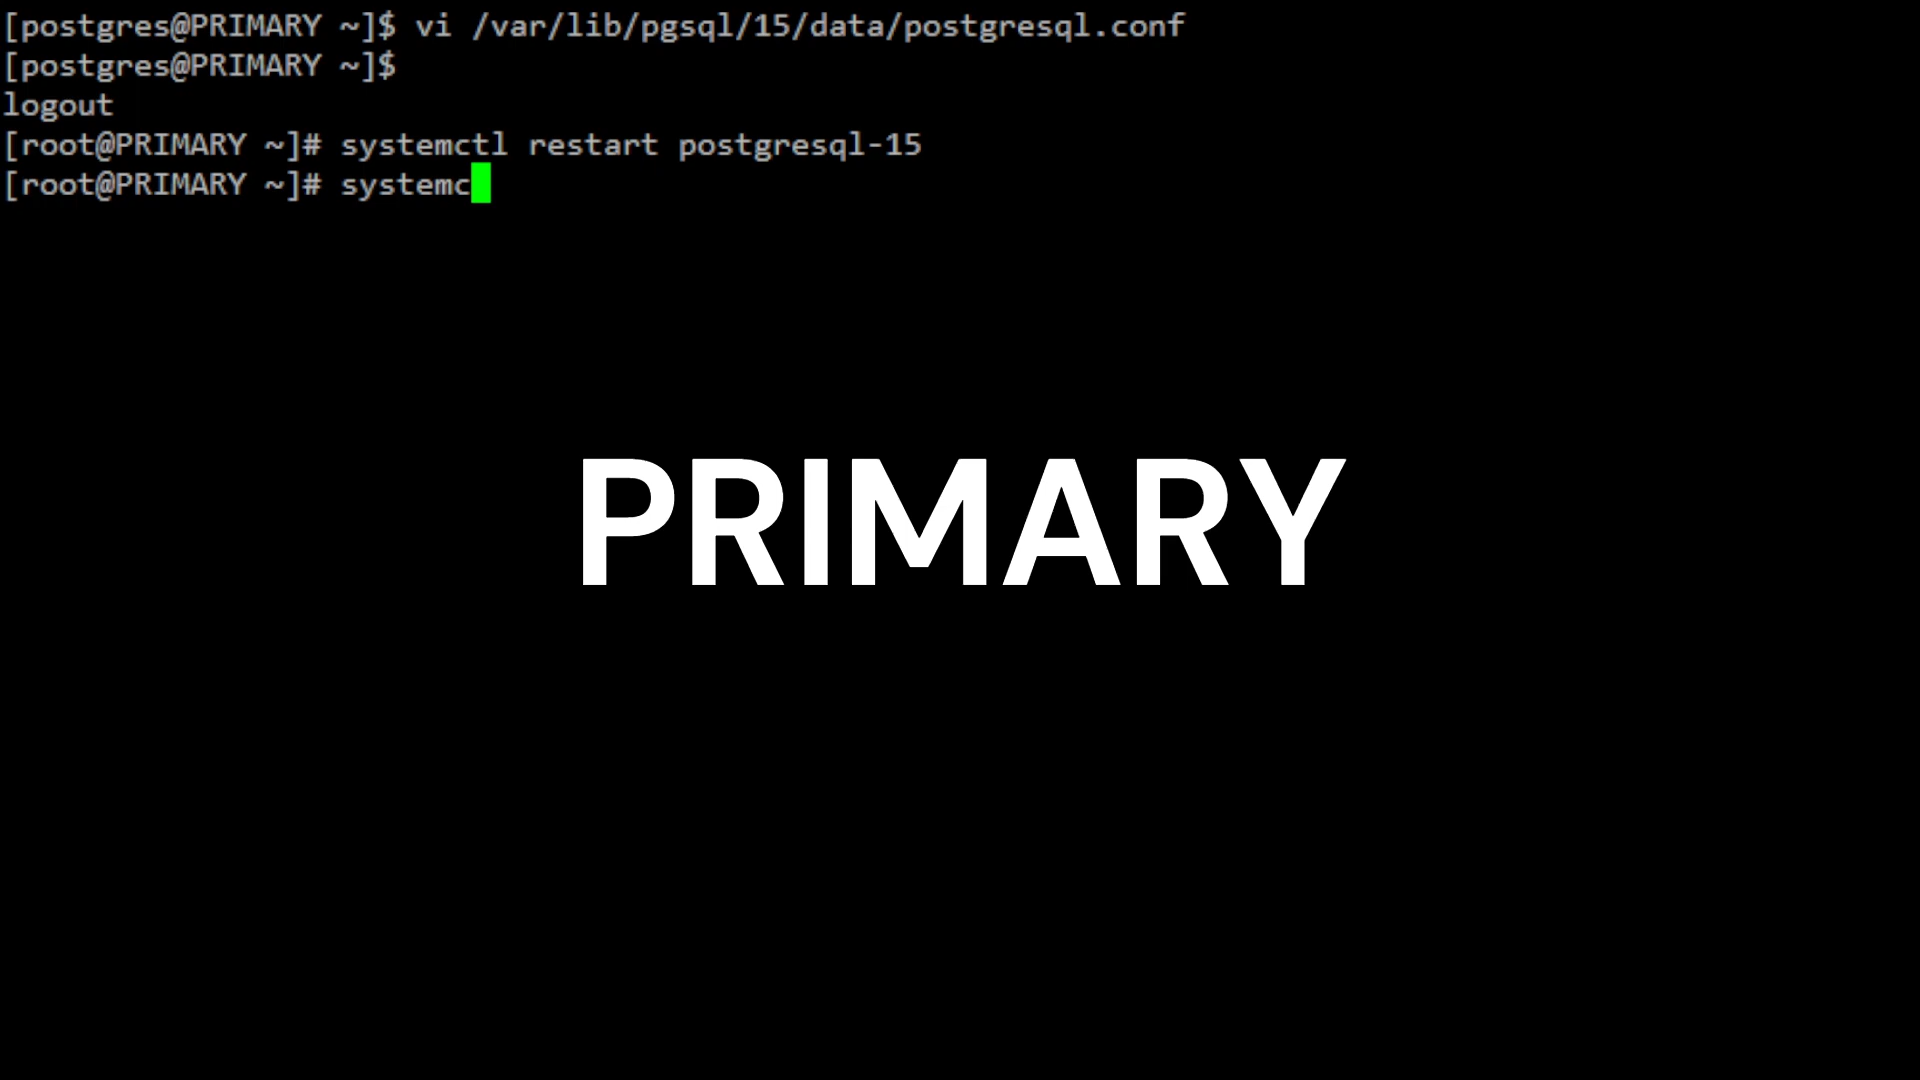 [postgres@PRIMARY ~]$ vi /var/lib/pgsql/15/data/postgresql.conf
[postgres@PRIMARY ~]$
logout
[root@PRIMARY ~]# systemctl restart postgresql-15
[root@PRIMARY ~]# systemc
PRIMARY